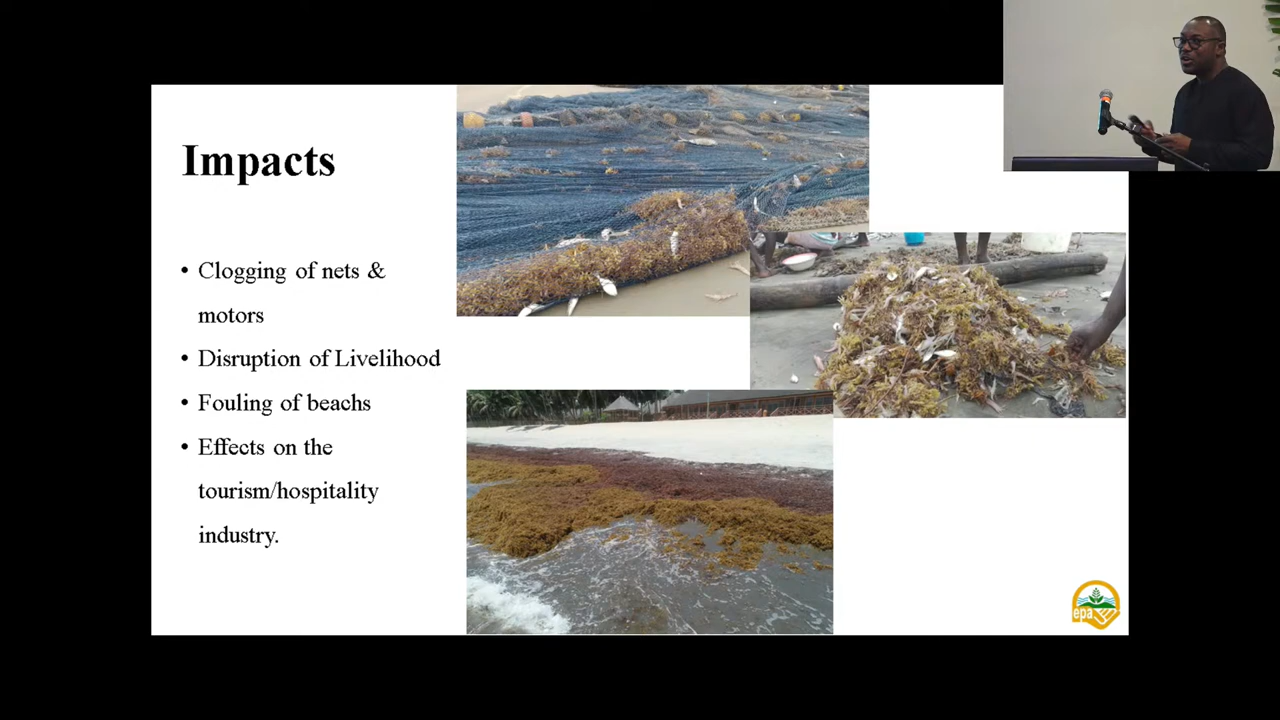 Impacts
• Clogging of nets &
motors
• Disruption of Livelihood
• Fouling of beachs
• Effects on the
tourism/hospitality
industry.
epa